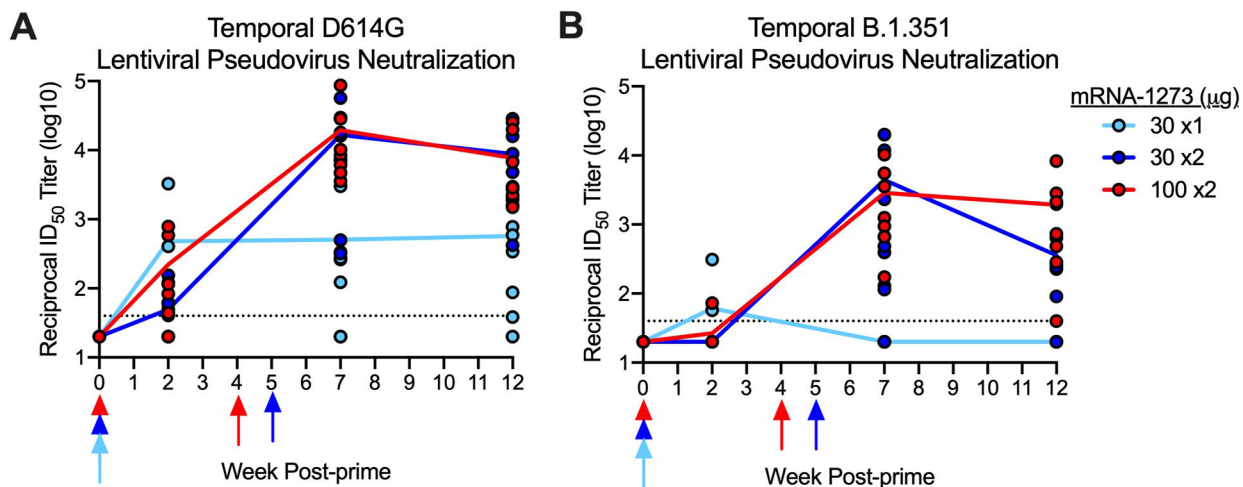 A
Temporal D614G
Lentiviral Pseudovirus Neutralization
Reciprocal ID50 Titer (log10)
5
4
3
2
1
0 1 2 3 4 5 6 7 8 9 10 11 12
Week Post-prime
B
Temporal B.1.351
Lentiviral Pseudovirus Neutralization
Reciprocal ID50 Titer (log10)
5
4
3
2
1
0 1 2 3 4 5 6 7 8 9 10 11 12
Week Post-prime
mRNA-1273 (μg)
30 x1
30 x2
100 x2